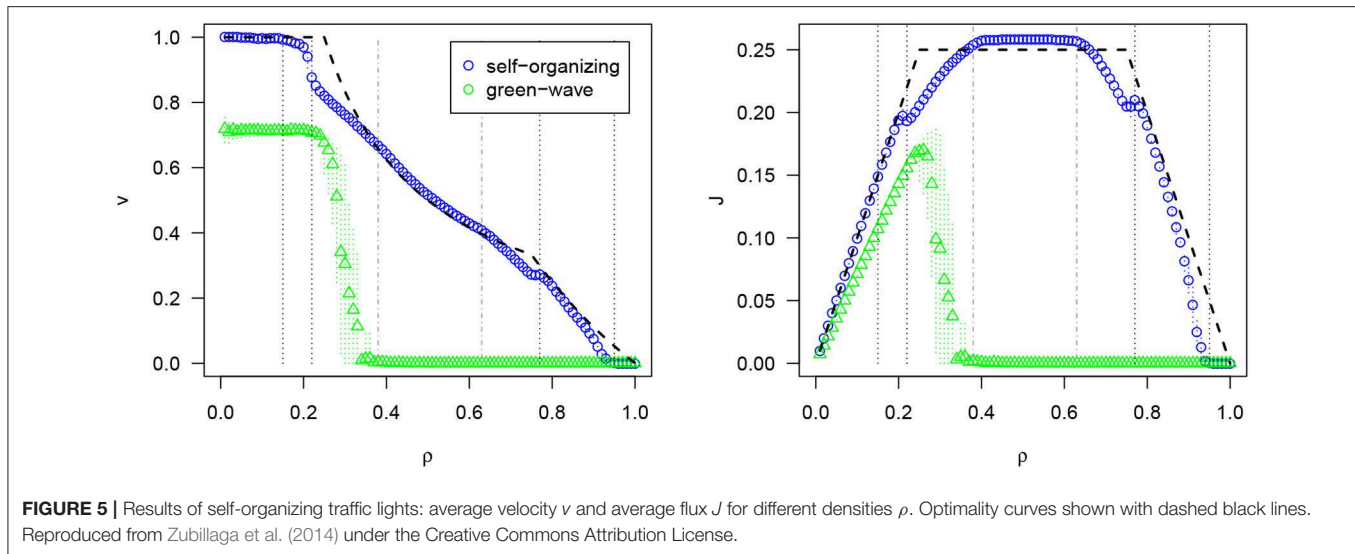 1.0
0.8
0.6
0.4
0.2
0.0
v
self-organizing
green-wave
0.0 0.2 0.4 0.6 0.8 1.0
ρ
0.25
0.20
0.15
0.10
0.05
0.00
J
0.0 0.2 0.4 0.6 0.8 1.0
ρ
FIGURE 5 | Results of self-organizing traffic lights: average velocity v and average flux J for different densities ρ. Optimality curves shown with dashed black lines.
Reproduced from Zubillaga et al. (2014) under the Creative Commons Attribution License.